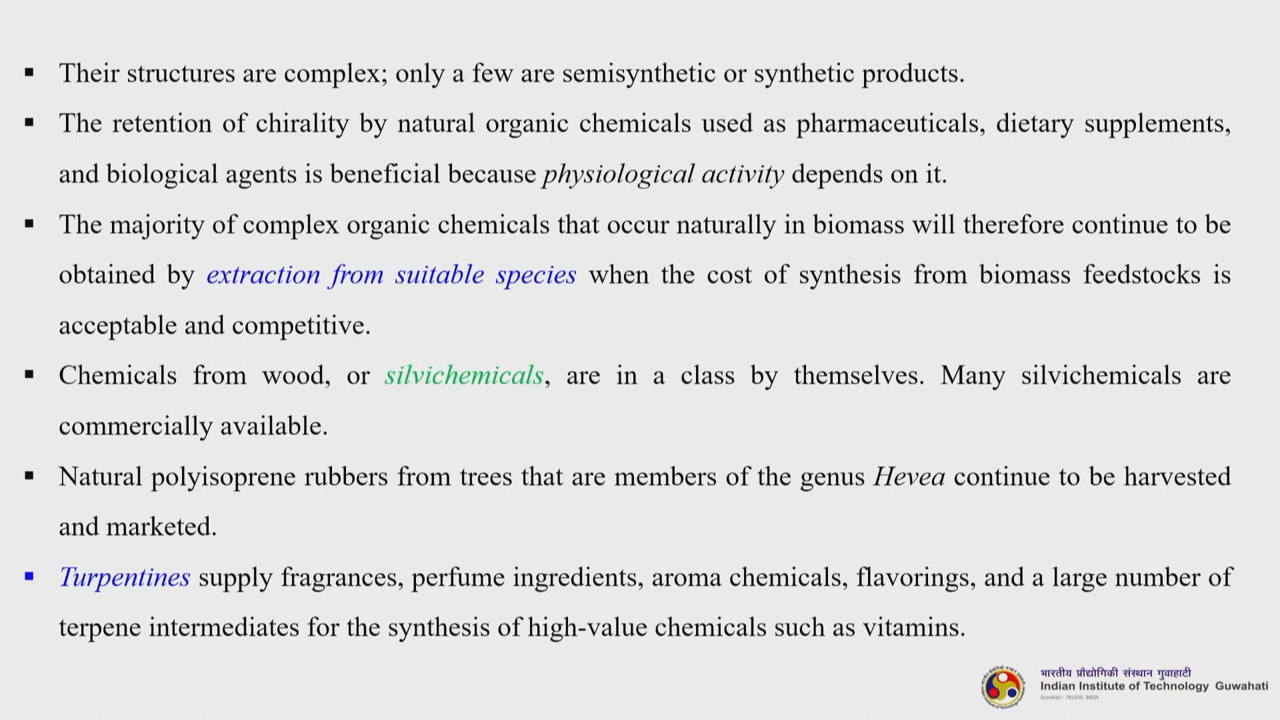 ▪ Their structures are complex; only a few are semisynthetic or synthetic products.
▪ The retention of chirality by natural organic chemicals used as pharmaceuticals, dietary supplements,
and biological agents is beneficial because physiological activity depends on it.
▪ The majority of complex organic chemicals that occur naturally in biomass will therefore continue to be
obtained by extraction from suitable species when the cost of synthesis from biomass feedstocks is
acceptable and competitive.
▪ Chemicals from wood, or silvichemicals, are in a class by themselves. Many silvichemicals are
commercially available.
▪ Natural polyisoprene rubbers from trees that are members of the genus Hevea continue to be harvested
and marketed.
▪ Turpentines supply fragrances, perfume ingredients, aroma chemicals, flavorings, and a large number of
terpene intermediates for the synthesis of high-value chemicals such as vitamins.
भारतीय प्रौद्योगिकी संस्थान गुवाहाटी
Indian Institute of Technology Guwahati